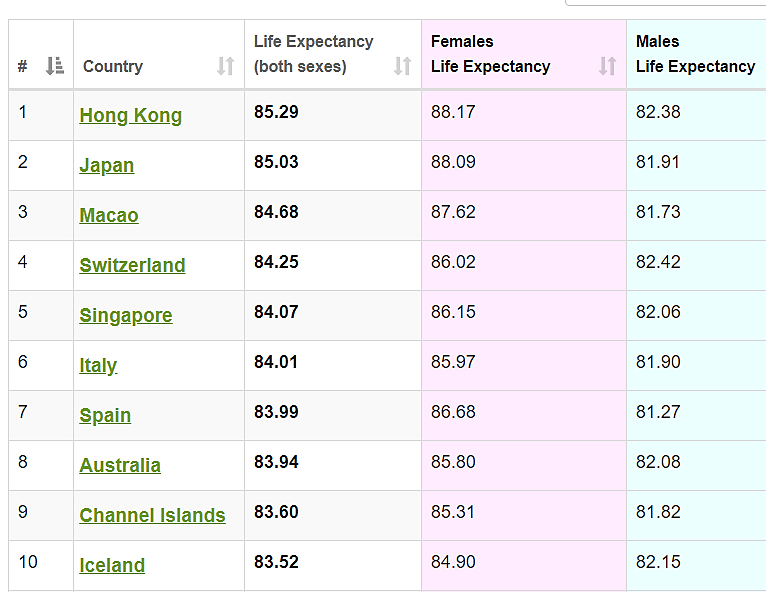 # Country Life Expectancy (both sexes) Females Life Expectancy Males Life Expectancy
1 Hong Kong 85.29 88.17 82.38
2 Japan 85.03 88.09 81.91
3 Macao 84.68 87.62 81.73
4 Switzerland 84.25 86.02 82.42
5 Singapore 84.07 86.15 82.06
6 Italy 84.01 85.97 81.90
7 Spain 83.99 86.68 81.27
8 Australia 83.94 85.80 82.08
9 Channel Islands 83.60 85.31 81.82
10 Iceland 83.52 84.90 82.15